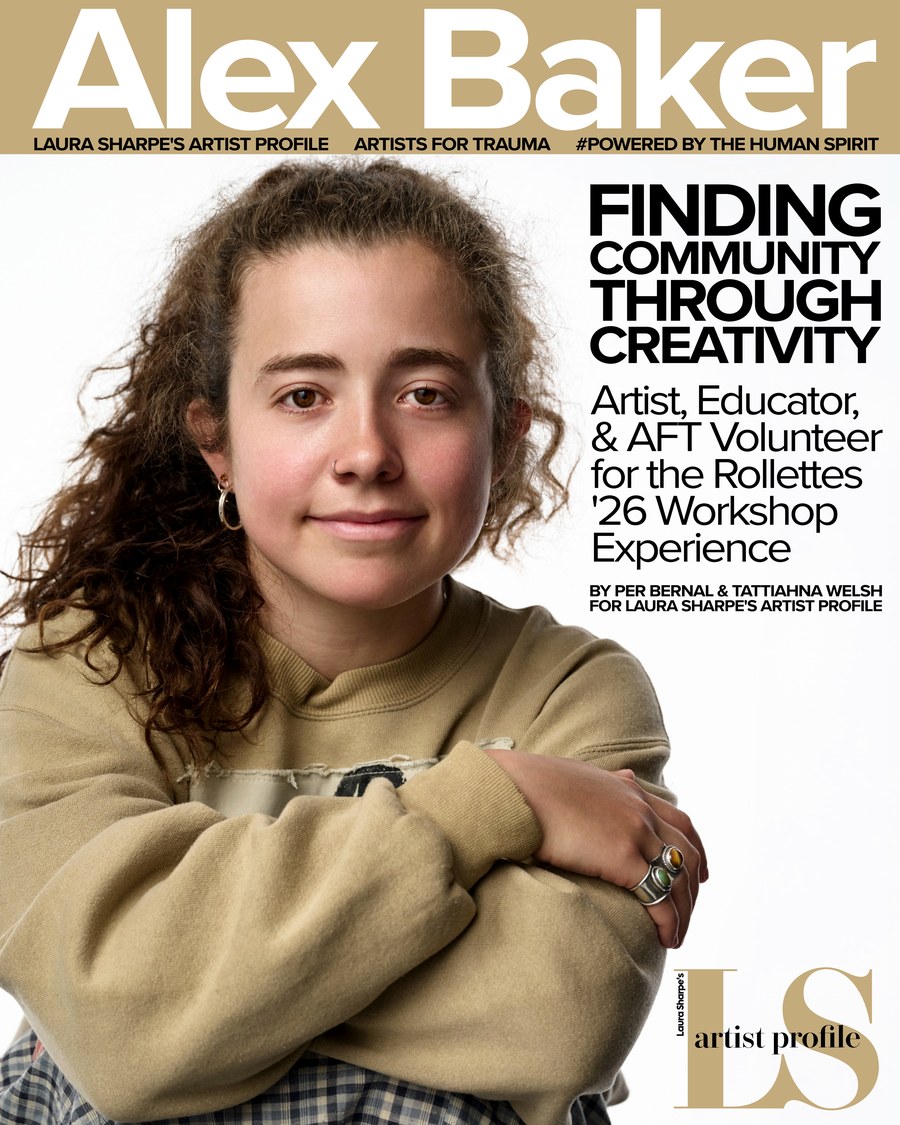 Alex Baker
LAURA SHARPE'S ARTIST PROFILE ARTISTS FOR TRAUMA #POWERED BY THE HUMAN SPIRIT
FINDING
COMMUNITY
THROUGH
CREATIVITY
Artist, Educator,
& AFT Volunteer
for the Rollettes
'26 Workshop
Experience
BY PER BERNAL & TATTIAHNA WELSH
FOR LAURA SHARPE'S ARTIST PROFILE
Laura Sharpe's
LS
artist profile